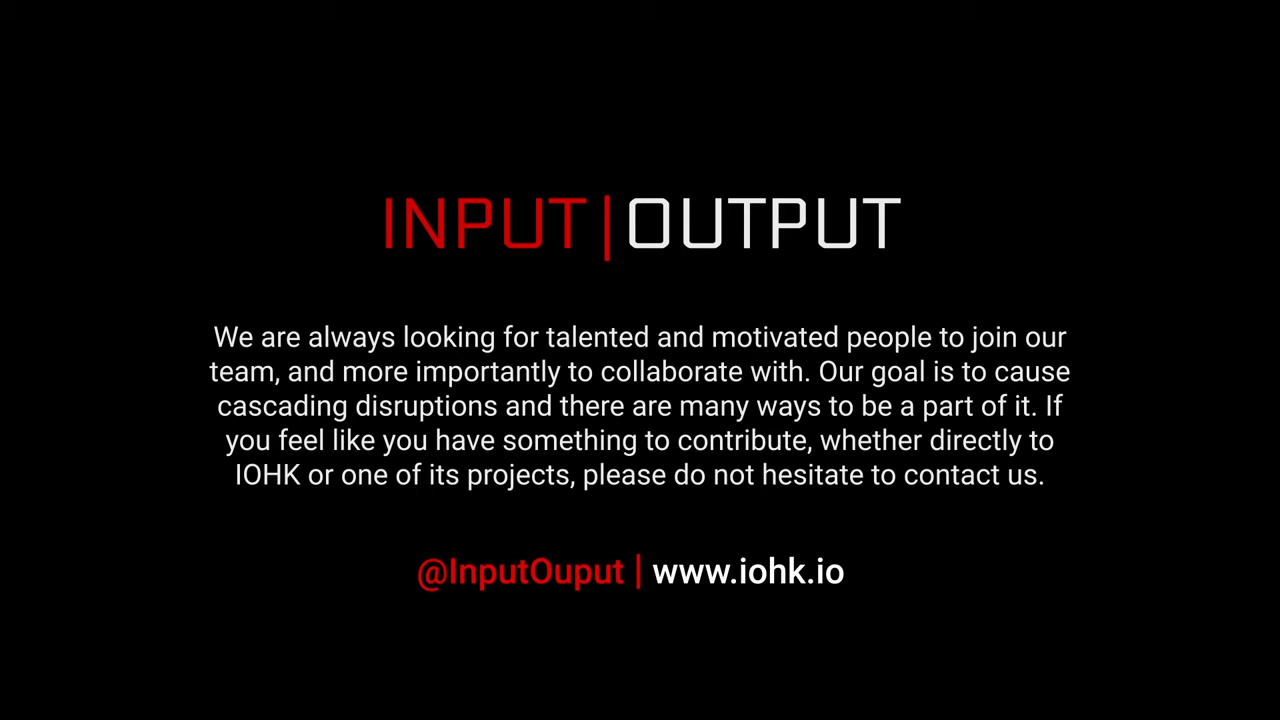 INPUT|OUTPUT
We are always looking for talented and motivated people to join our
team, and more importantly to collaborate with. Our goal is to cause
cascading disruptions and there are many ways to be a part of it. If
you feel like you have something to contribute, whether directly to
IOHK or one of its projects, please do not hesitate to contact us.
@InputOuput | www.iohk.io